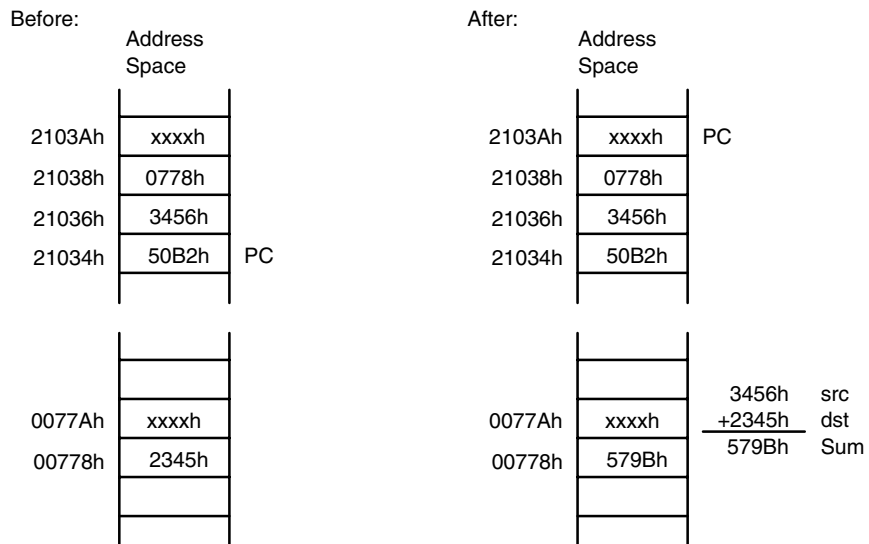 Before:
Address
Space
2103Ah xxxxh
21038h 0778h
21036h 3456h
21034h 50B2h PC
0077Ah xxxxh
00778h 2345h
After:
Address
Space
2103Ah xxxxh PC
21038h 0778h
21036h 3456h
21034h 50B2h
0077Ah xxxxh
00778h 579Bh
3456h src
+2345h dst
579Bh Sum